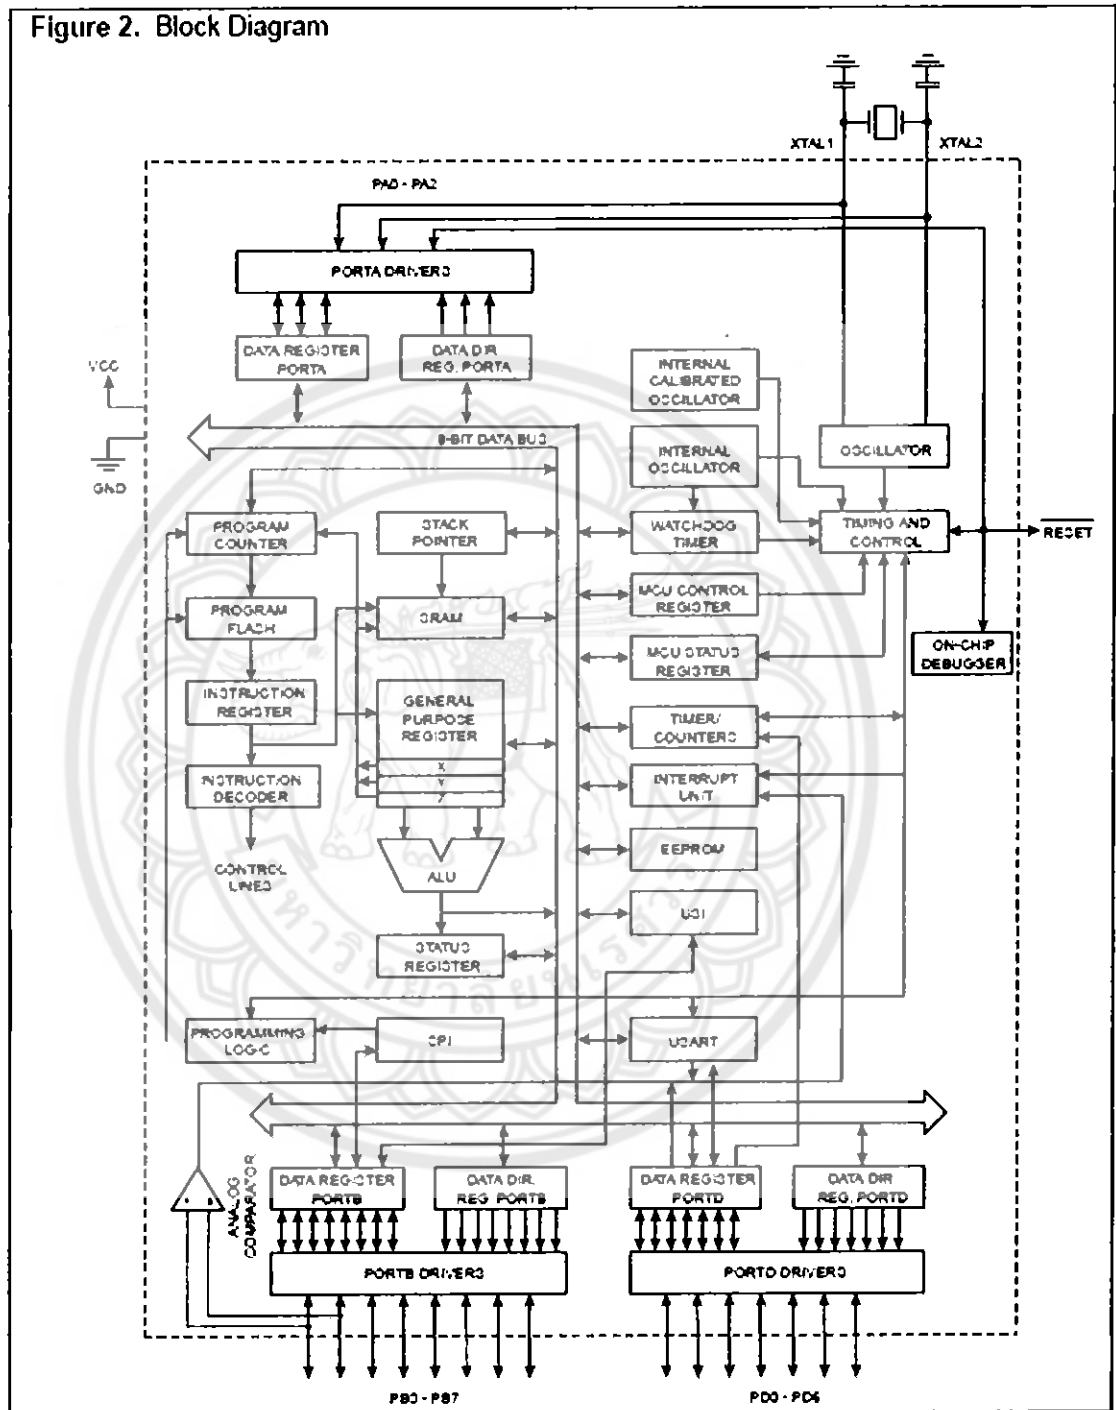 Figure 2. Block Diagram
XTAL1
XTAL2
PA0 - PA2
PORTA DRIVERS
DATA REGISTER
PORTA
DATA DIR.
REG. PORTA
VCC
GND
INTERNAL
CALIBRATED
OSCILLATOR
8-BIT DATA BUS
INTERNAL
OSCILLATOR
OSCILLATOR
PROGRAM
COUNTER
STACK
POINTER
WATCHDOG
TIMER
TIMING AND
CONTROL
RESET
PROGRAM
FLASH
SRAM
MCU CONTROL
REGISTER
MCU STATUS
REGISTER
ON-CHIP
DEBUGGER
INSTRUCTION
REGISTER
GENERAL
PURPOSE
REGISTER
X
Y
Z
TIMER/
COUNTERS
INSTRUCTION
DECODER
INTERRUPT
UNIT
CONTROL
LINES
ALU
EEPROM
USI
STATUS
REGISTER
PROGRAMMING
LOGIC
SPI
USART
ANALOG
COMPARATOR
DATA REGISTER
PORTB
DATA DIR.
REG. PORTB
DATA REGISTER
PORTD
DATA DIR.
REG. PORTD
PORTB DRIVERS
PORTD DRIVERS
PB0 - PB7
PD0 - PD6